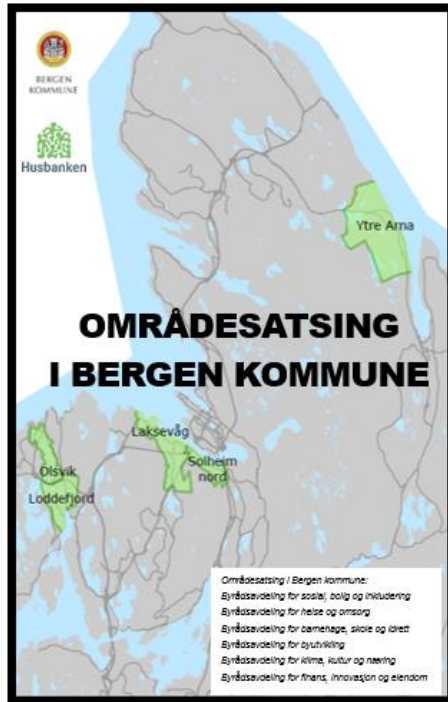 BERGEN
KOMMUNE
Husbanken
Ytre Arna
OMRÅDESATSING
I BERGEN KOMMUNE
Laksevåg
Solheim
nord
Olsvik
Loddefjord
Områdesatsing i Bergen kommune:
Byrådsavdeling for sosial, bolig og inkludering
Byrådsavdeling for helse og omsorg
Byrådsavdeling for barnehage, skole og idrett
Byrådsavdeling for byutvikling
Byrådsavdeling for klima, kultur og næring
Byrådsavdeling for finans, innovasjon og eiendom